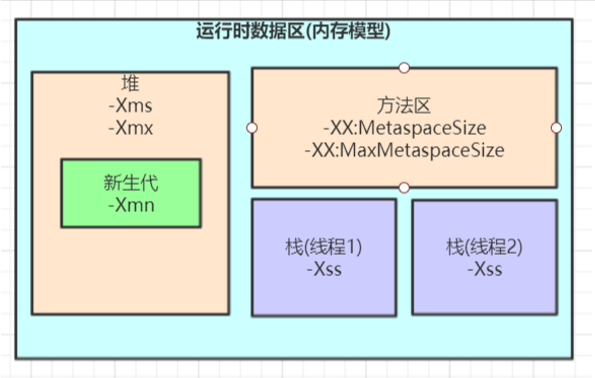 运行时数据区(内存模型)
堆
-Xms
-Xmx
新生代
-Xmn
方法区
-XX:MetaspaceSize
-XX:MaxMetaspaceSize
栈(线程1)
-Xss
栈(线程2)
-Xss